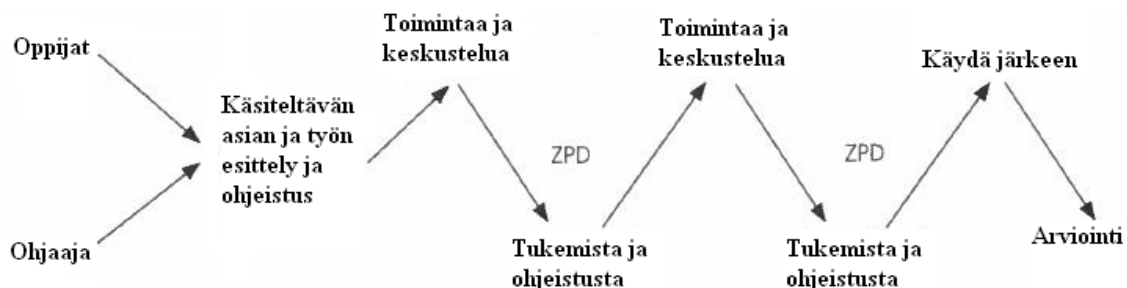 Oppijat
Ohjaaja
Käsiteltävän
asian ja työn
esittely ja
ohjeistus
Toimintaa ja
keskustelua
ZPD
Tukemista ja
ohjeistusta
Toimintaa ja
keskustelua
ZPD
Tukemista ja
ohjeistusta
Käydä järkeen
Arviointi